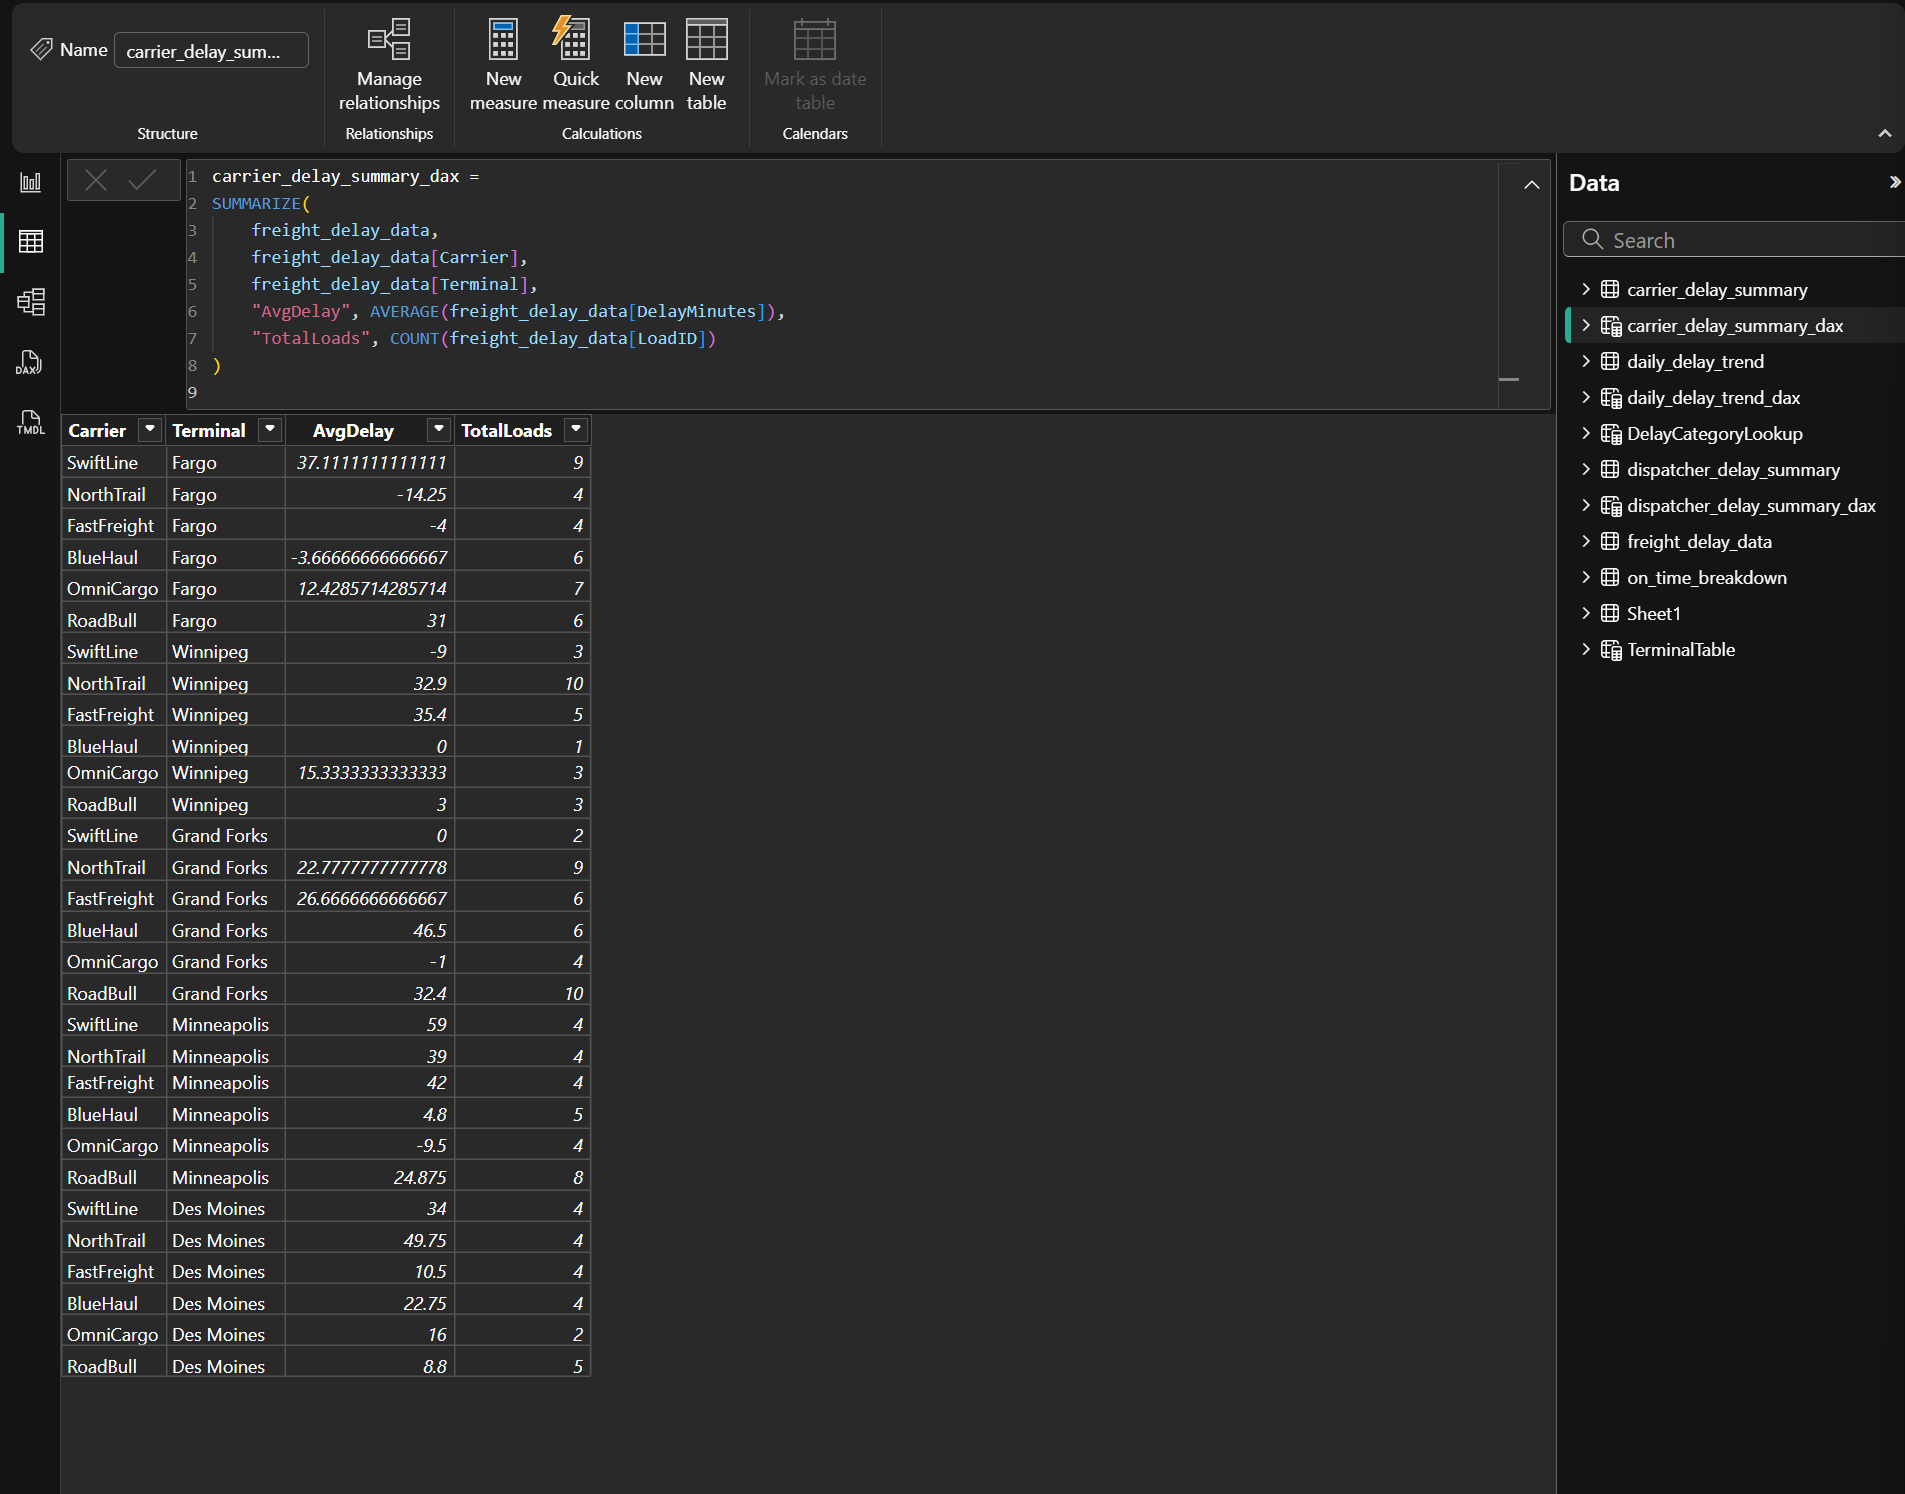 Name carrier_delay_sum...
Manage relationships
New measure
Quick measure
New column
New table
Mark as date table
Structure
Relationships
Calculations
Calendars
1 carrier_delay_summary_dax =
2 SUMMARIZE(
3 freight_delay_data,
4 freight_delay_data[Carrier],
5 freight_delay_data[Terminal],
6 "AvgDelay", AVERAGE(freight_delay_data[DelayMinutes]),
7 "TotalLoads", COUNT(freight_delay_data[LoadID])
8 )
9
DAX
TMDL
Carrier Terminal AvgDelay TotalLoads
SwiftLine Fargo 37.1111111111111 9
NorthTrail Fargo -14.25 4
FastFreight Fargo -4 4
BlueHaul Fargo -3.66666666666667 6
OmniCargo Fargo 12.4285714285714 7
RoadBull Fargo 31 6
SwiftLine Winnipeg -9 3
NorthTrail Winnipeg 32.9 10
FastFreight Winnipeg 35.4 5
BlueHaul Winnipeg 0 1
OmniCargo Winnipeg 15.3333333333333 3
RoadBull Winnipeg 3 3
SwiftLine Grand Forks 0 2
NorthTrail Grand Forks 22.7777777777778 9
FastFreight Grand Forks 26.6666666666667 6
BlueHaul Grand Forks 46.5 6
OmniCargo Grand Forks -1 4
RoadBull Grand Forks 32.4 10
SwiftLine Minneapolis 59 4
NorthTrail Minneapolis 39 4
FastFreight Minneapolis 42 4
BlueHaul Minneapolis 4.8 5
OmniCargo Minneapolis -9.5 4
RoadBull Minneapolis 24.875 8
SwiftLine Des Moines 34 4
NorthTrail Des Moines 49.75 4
FastFreight Des Moines 10.5 4
BlueHaul Des Moines 22.75 4
OmniCargo Des Moines 16 2
RoadBull Des Moines 8.8 5
Data
Search
carrier_delay_summary
carrier_delay_summary_dax
daily_delay_trend
daily_delay_trend_dax
DelayCategoryLookup
dispatcher_delay_summary
dispatcher_delay_summary_dax
freight_delay_data
on_time_breakdown
Sheet1
TerminalTable